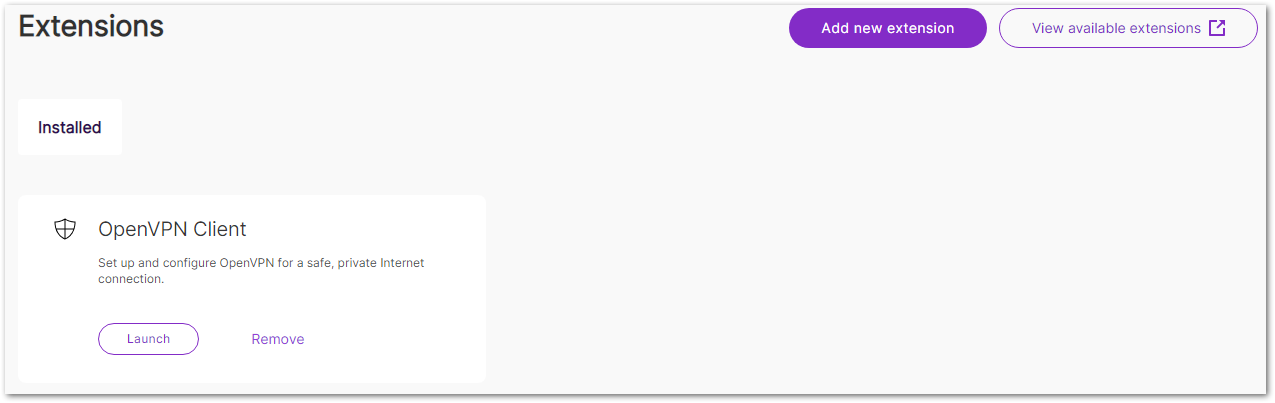 Extensions
Add new extension
View available extensions
Installed
OpenVPN Client
Set up and configure OpenVPN for a safe, private Internet
connection.
Launch
Remove